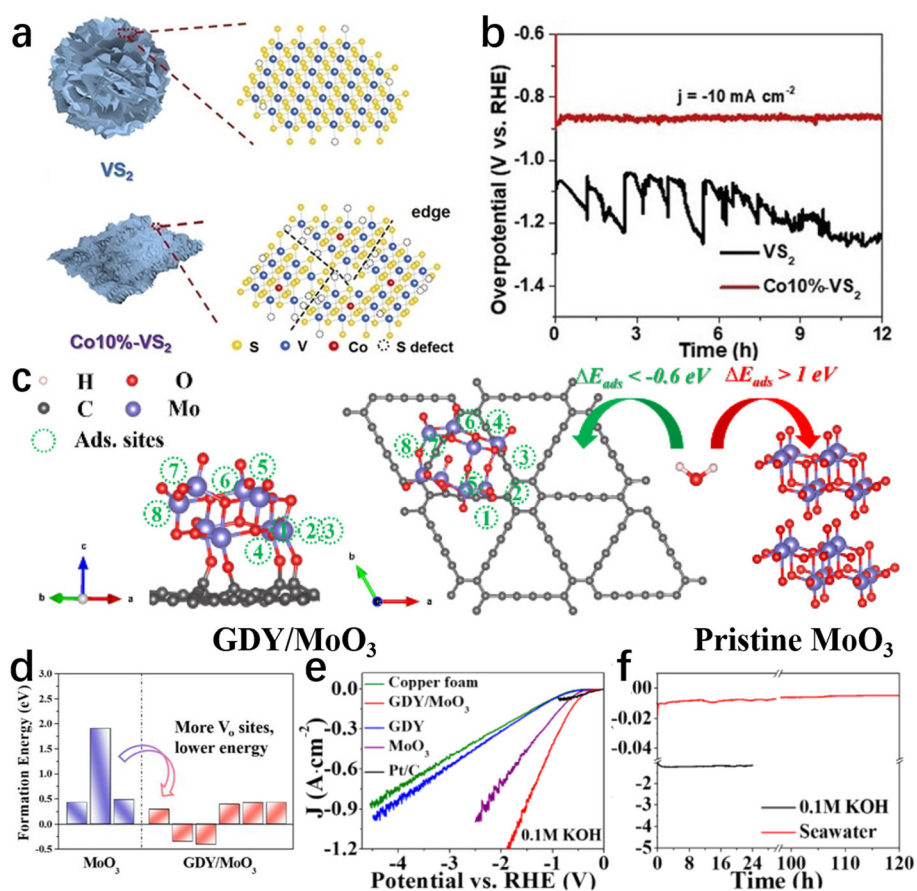 a
VS2
edge
Co10%-VS2
S V Co S defect
b
Overpotential (V vs. RHE)
-0.6
-0.8
-1.0
-1.2
-1.4
j = -10 mA cm-2
VS2
Co10%-VS2
0 3 6 9 12
Time (h)
c
H O
C Mo
Ads. sites
7 5
6
8
1 2 3
4
c
b a
GDY/MoO3
6 4
8 7
3
5 2
1
b
a
ΔEads < -0.6 eV
ΔEads > 1 eV
Pristine MoO3
d
Formation Energy (eV)
3.0
2.5
2.0
1.5
1.0
0.5
0.0
-0.5
More Vo sites,
lower energy
MoO3 GDY/MoO3
e
J (A·cm-2)
0.0
-0.3
-0.6
-0.9
-1.2
Copper foam
GDY/MoO3
GDY
MoO3
Pt/C
0.1M KOH
-4 -3 -2 -1 0
Potential vs. RHE (V)
f
0.00
-0.02
-0.04
-2
-3
-4
-5
0.1M KOH
Seawater
0 8 16 24 100 120
Time (h)